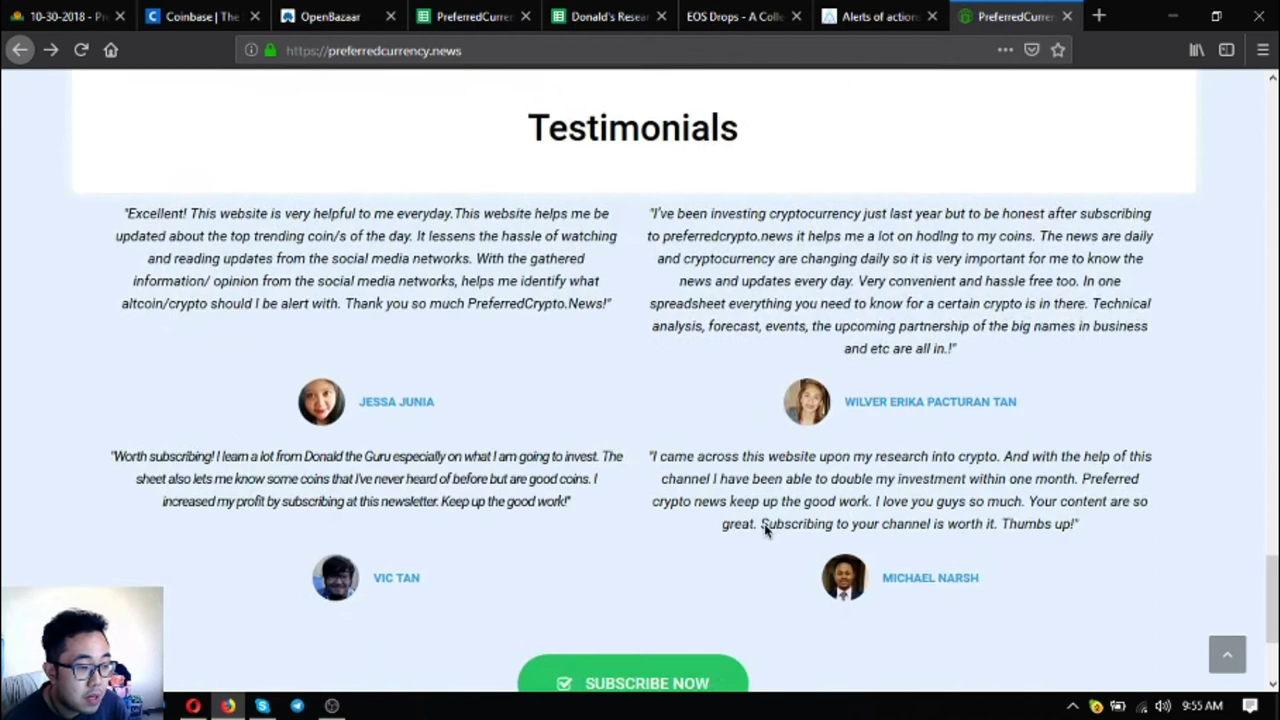 10-30-2018 - Pr
Coinbase | The
OpenBazaar
PreferredCurre
Donald's Resea
EOS Drops - A Coll
Alerts of action
PreferredCurre
https://preferredcurrency.news
Testimonials
"Excellent! This website is very helpful to me everyday.This website helps me be
updated about the top trending coin/s of the day. It lessens the hassle of watching
and reading updates from the social media networks. With the gathered
information/ opinion from the social media networks, helps me identify what
altcoin/crypto should I be alert with. Thank you so much PreferredCrypto.News!"
JESSA JUNIA
"I've been investing cryptocurrency just last year but to be honest after subscribing
to preferredcrypto.news it helps me a lot on hodlng to my coins. The news are daily
and cryptocurrency are changing daily so it is very important for me to know the
news and updates every day. Very convenient and hassle free too. In one
spreadsheet everything you need to know for a certain crypto is in there. Technical
analysis, forecast, events, the upcoming partnership of the big names in business
and etc are all in.!"
WILVER ERIKA PACTURAN TAN
"Worth subscribing! I learn a lot from Donald the Guru especially on what I am going to invest. The
sheet also lets me know some coins that I've never heard of before but are good coins. I
increased my profit by subscribing at this newsletter. Keep up the good work!"
VIC TAN
"I came across this website upon my research into crypto. And with the help of this
channel I have been able to double my investment within one month. Preferred
crypto news keep up the good work. I love you guys so much. Your content are so
great. Subscribing to your channel is worth it. Thumbs up!"
MICHAEL NARSH
SUBSCRIBE NOW
9:55 AM